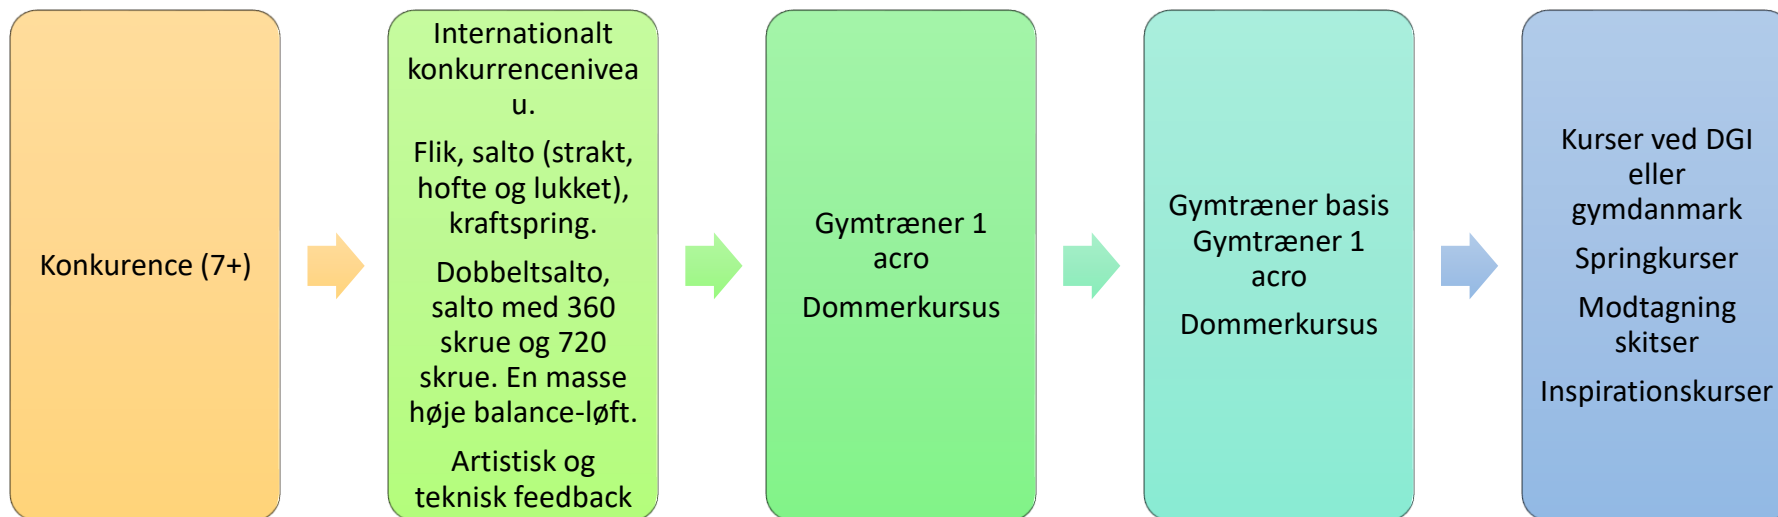 Konkurence (7+)
Internationalt
konkurrencenivea
u.
Flik, salto (strakt,
hofte og lukket),
kraftspring.
Dobbeltsalto,
salto med 360
skrue og 720
skrue. En masse
høje balance-løft.
Artistisk og
teknisk feedback
Gymtræner 1
acro
Dommerkursus
Gymtræner basis
Gymtræner 1
acro
Dommerkursus
Kurser ved DGI
eller
gymdanmark
Springkurser
Modtagning
skitser
Inspirationskurser